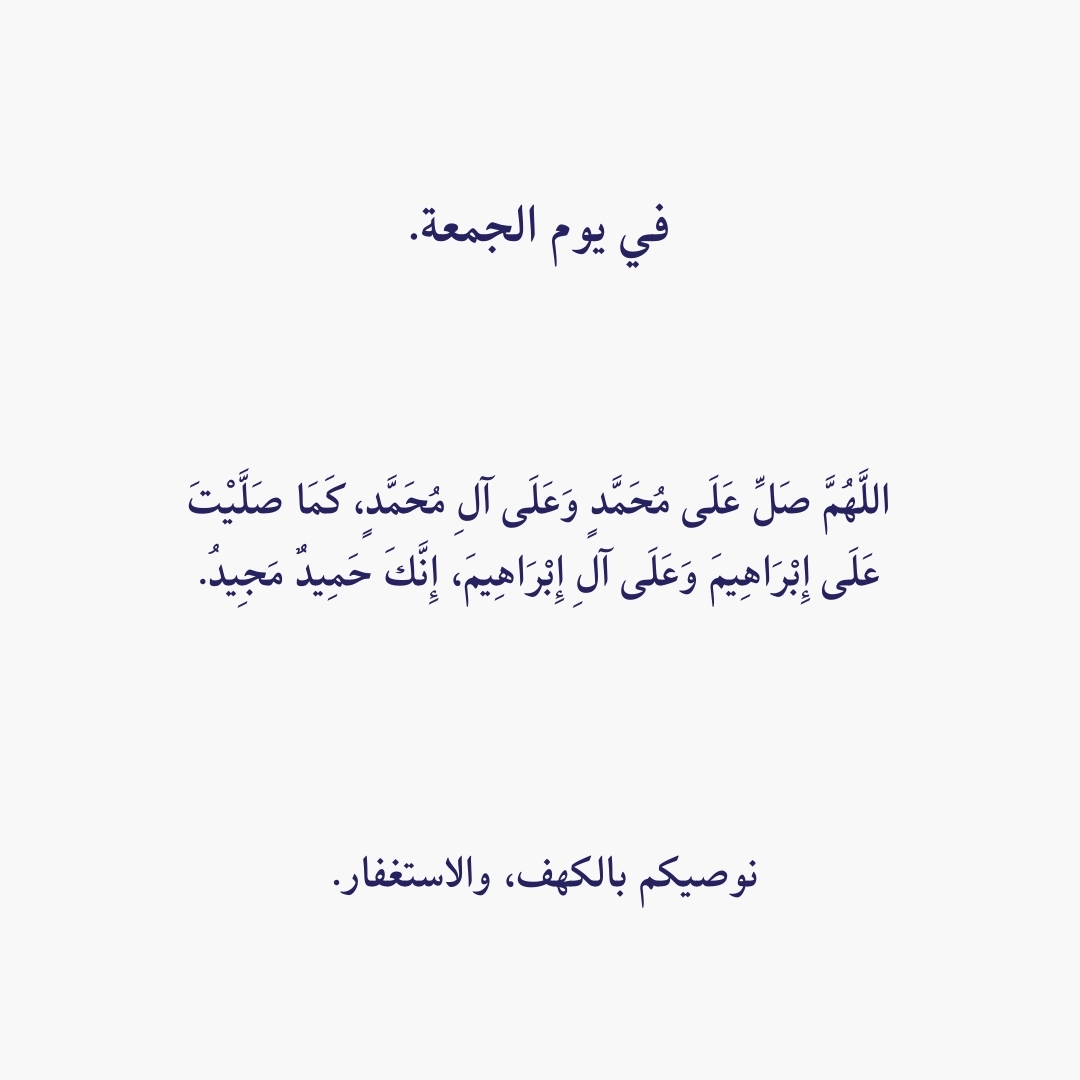 في يوم الجمعة.
اللَّهُمَّ صَلِّ عَلَى مُحَمَّدٍ وَعَلَى آلِ مُحَمَّدٍ، كَمَا صَلَّيْتَ
عَلَى إِبْرَاهِيمَ وَعَلَى آلِ إِبْرَاهِيمَ، إِنَّكَ حَمِيدٌ مَجِيدُ.
نوصيكم بالكهف، والاستغفار.